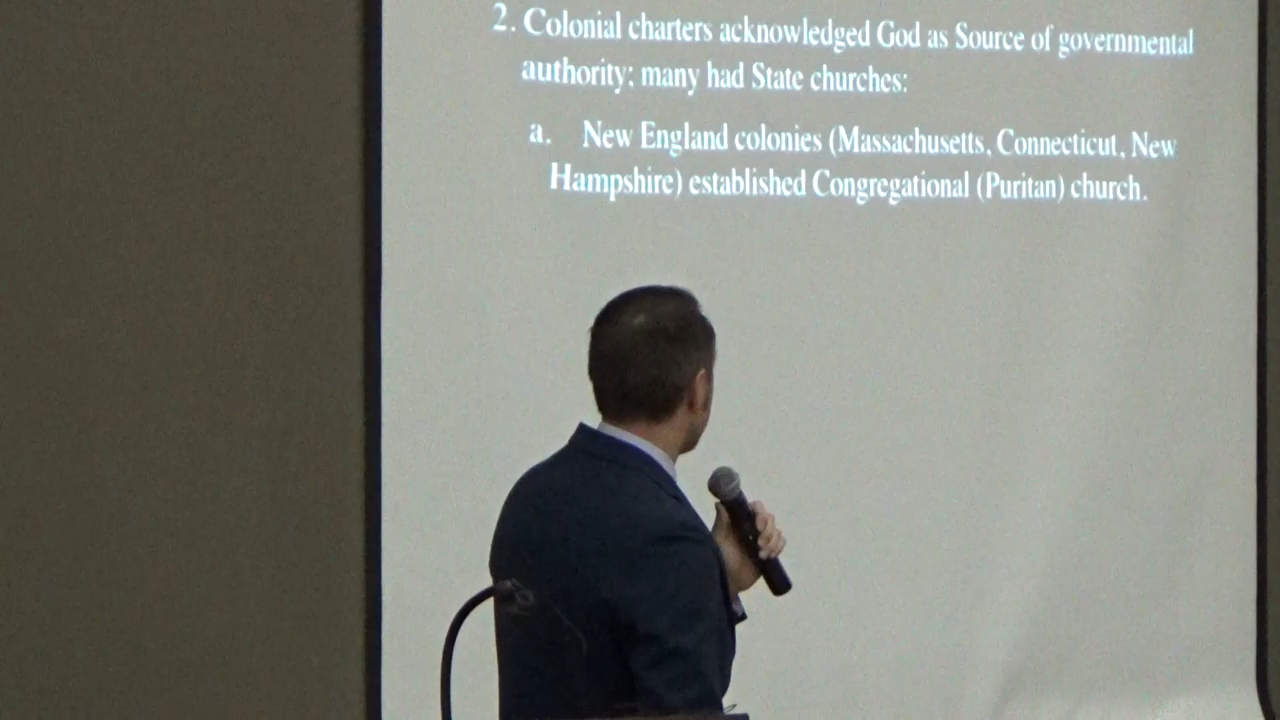 2. Colonial charters acknowledged God as Source of governmental
authority; many had State churches:
a. New England colonies (Massachusetts, Connecticut, New
Hampshire) established Congregational (Puritan) church.